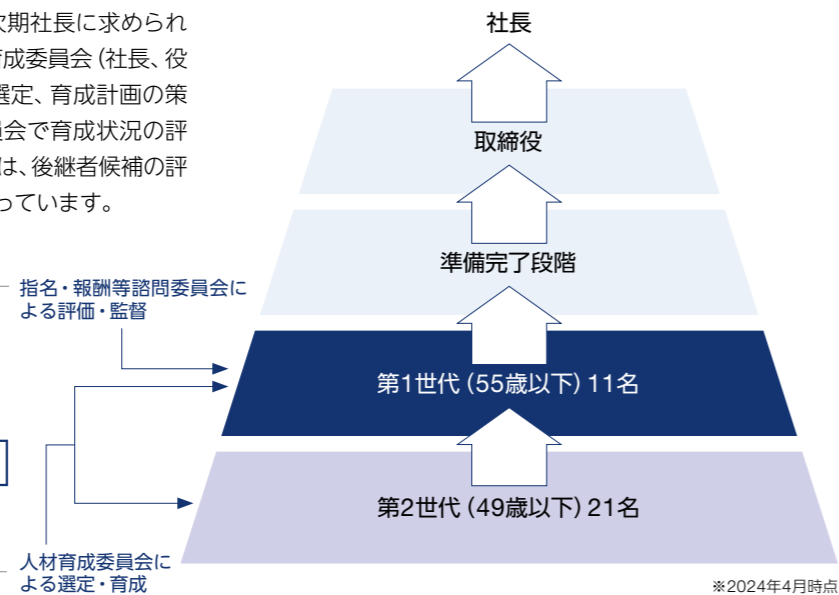 次期社長に求められ
育成委員会（社長、役
選定、育成計画の策
員会で育成状況の評
は、後継者候補の評
っています。
社長
取締役
準備完了段階
指名・報酬等諮問委員会に
よる評価・監督
第1世代（55歳以下）11名
第2世代（49歳以下）21名
人材育成委員会に
よる選定・育成
※2024年4月時点